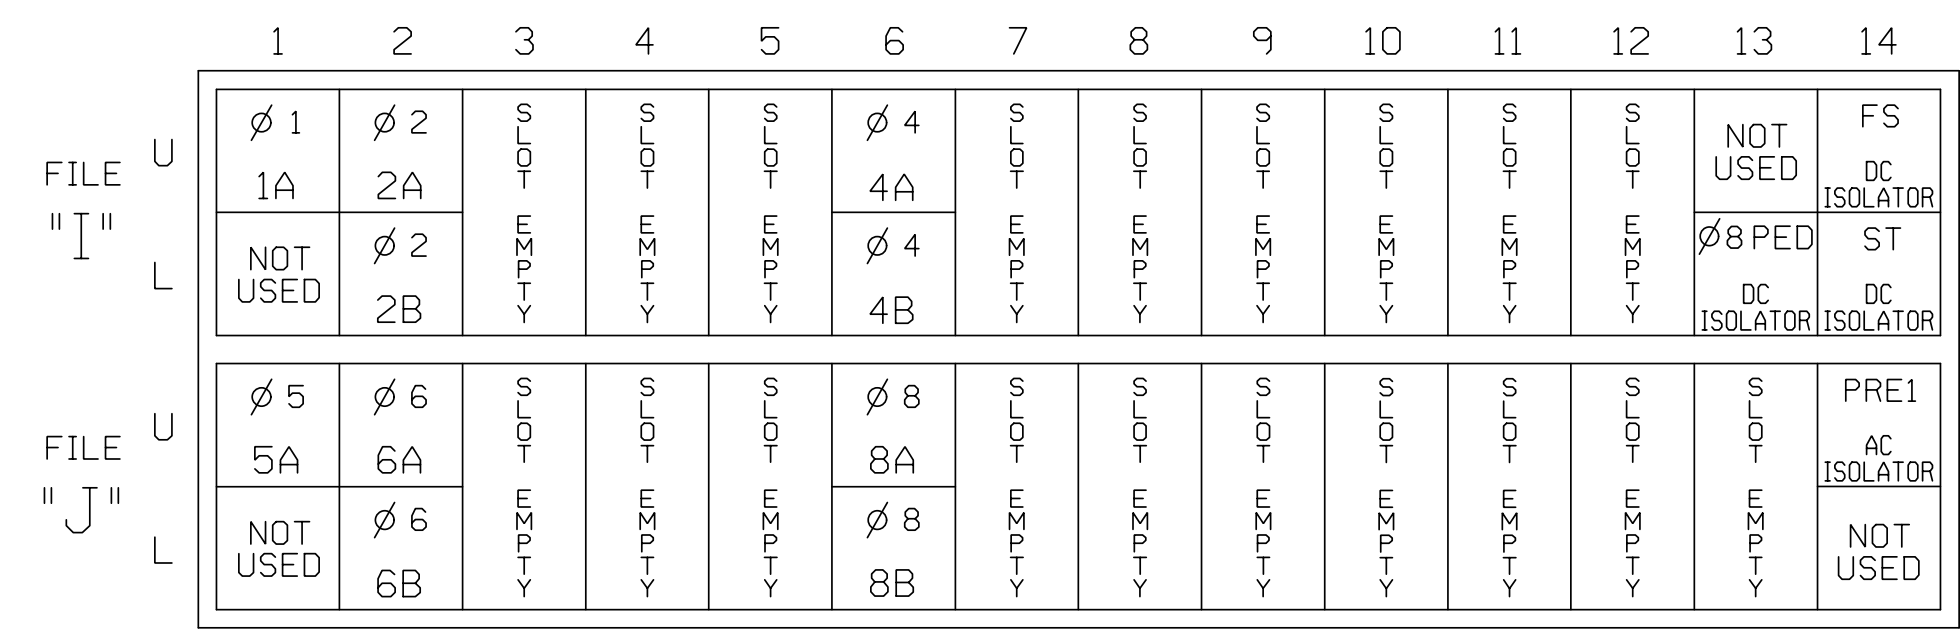 1 2 3 4 5 6 7 8 9 10 11 12 13 14
FILE "I"
U
L
Ø 1
1A
NOT USED
Ø 2
2A
Ø 2
2B
SLOT EMPTY
SLOT EMPTY
SLOT EMPTY
Ø 4
4A
Ø 4
4B
SLOT EMPTY
SLOT EMPTY
SLOT EMPTY
SLOT EMPTY
SLOT EMPTY
SLOT EMPTY
NOT USED
Ø8 PED
DC ISOLATOR
FS
DC ISOLATOR
ST
DC ISOLATOR
FILE "J"
U
L
Ø 5
5A
NOT USED
Ø 6
6A
Ø 6
6B
SLOT EMPTY
SLOT EMPTY
SLOT EMPTY
Ø 8
8A
Ø 8
8B
SLOT EMPTY
SLOT EMPTY
SLOT EMPTY
SLOT EMPTY
SLOT EMPTY
SLOT EMPTY
SLOT EMPTY
PRE1
AC ISOLATOR
NOT USED